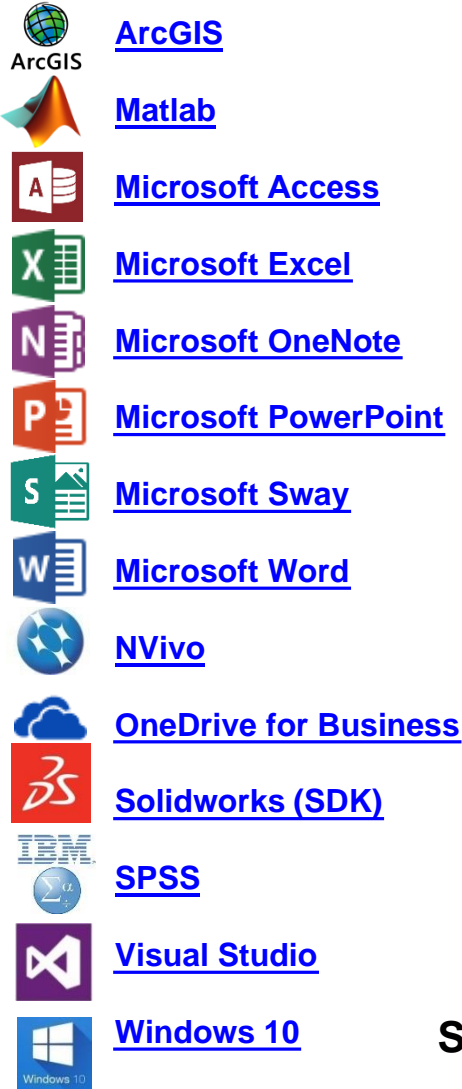 ArcGIS
ArcGIS
Matlab
A
Microsoft Access
X
Microsoft Excel
N
Microsoft OneNote
P
Microsoft PowerPoint
S
Microsoft Sway
W
Microsoft Word
NVivo
OneDrive for Business
Solidworks (SDK)
IBM
Σα
÷
SPSS
Visual Studio
Windows 10
Windows 10
S